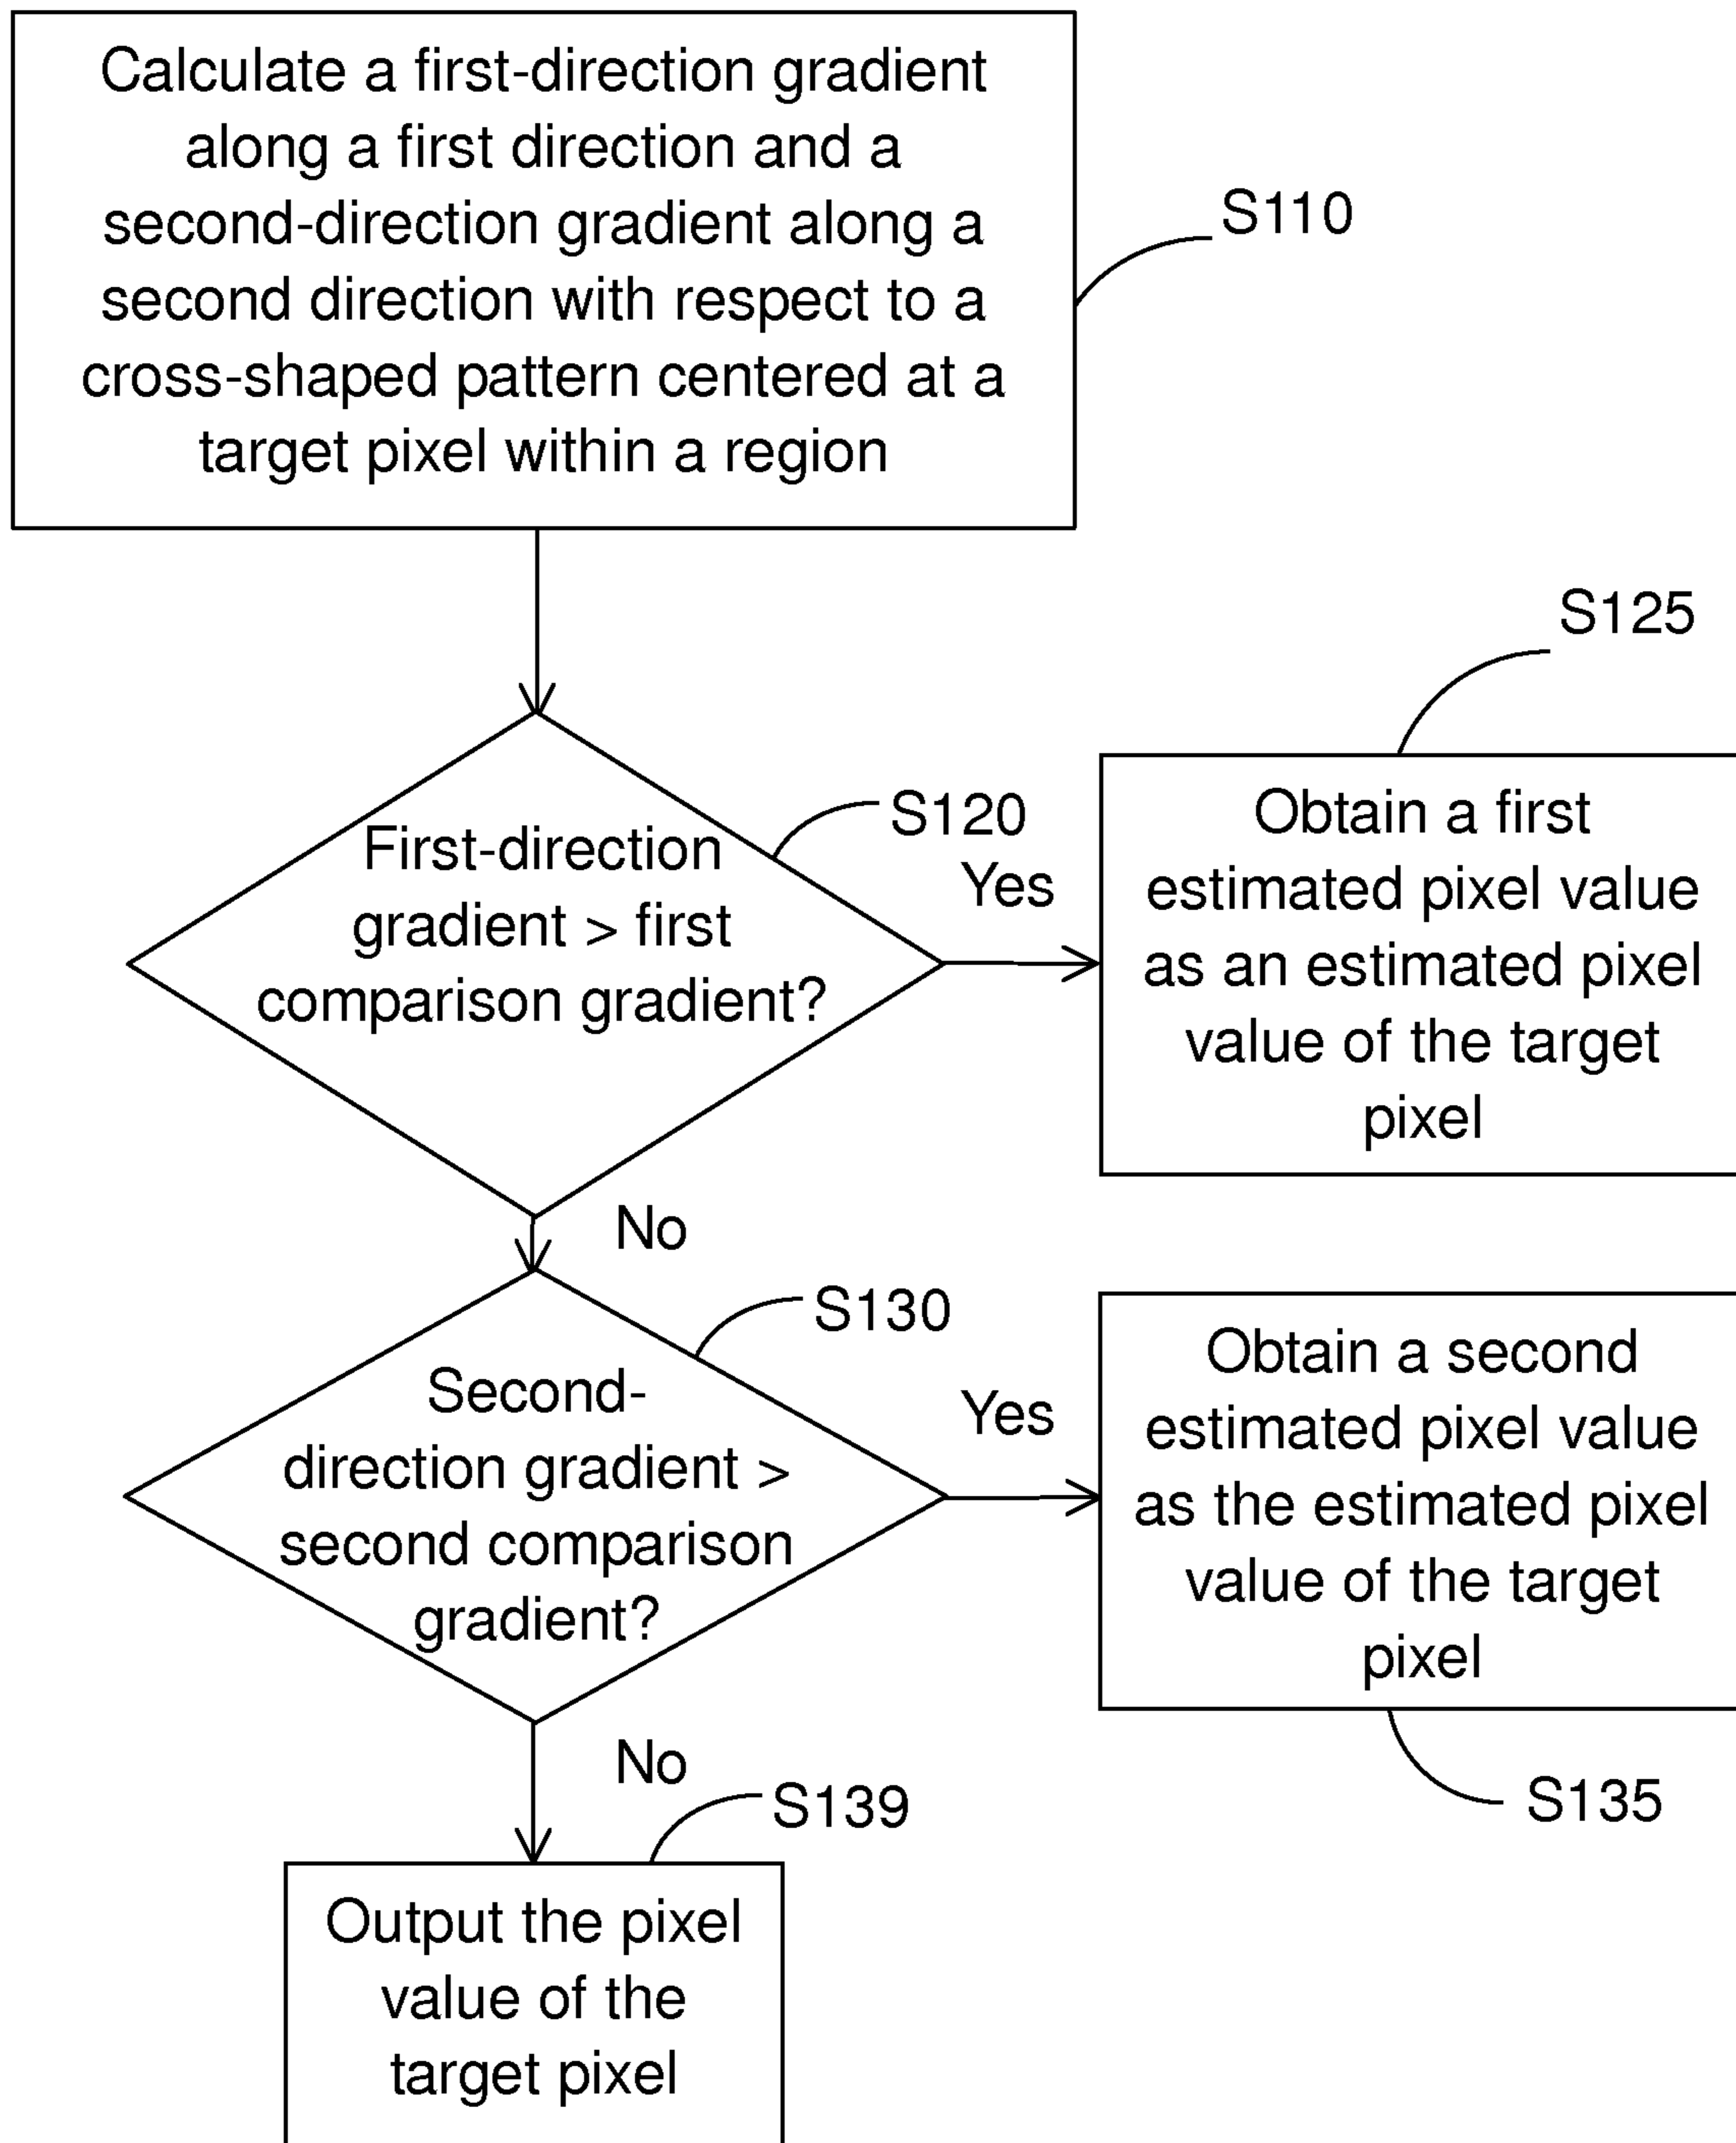 Calculate a first-direction gradient
along a first direction and a
second-direction gradient along a
second direction with respect to a
cross-shaped pattern centered at a
target pixel within a region
S110
S125
First-direction
gradient > first
comparison gradient?
S120
Yes
Obtain a first
estimated pixel value
as an estimated pixel
value of the target
pixel
No
S130
Second-
direction gradient >
second comparison
gradient?
Yes
Obtain a second
estimated pixel value
as the estimated pixel
value of the target
pixel
No
S139
S135
Output the pixel
value of the
target pixel